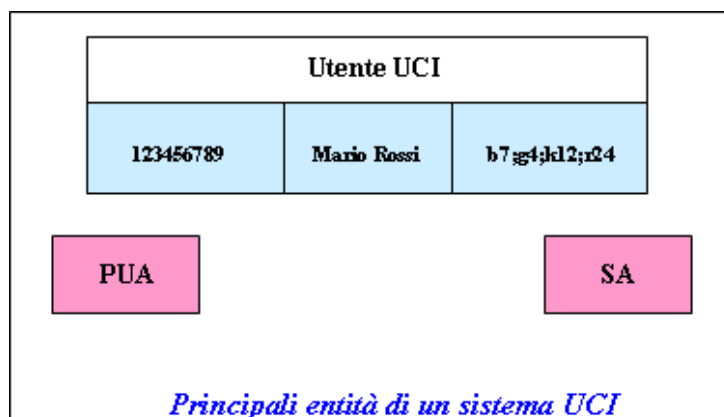 Utente UCI
123456789 Mario Rossi b7;g4;k12;r24
PUA SA
Principali entità di un sistema UCI